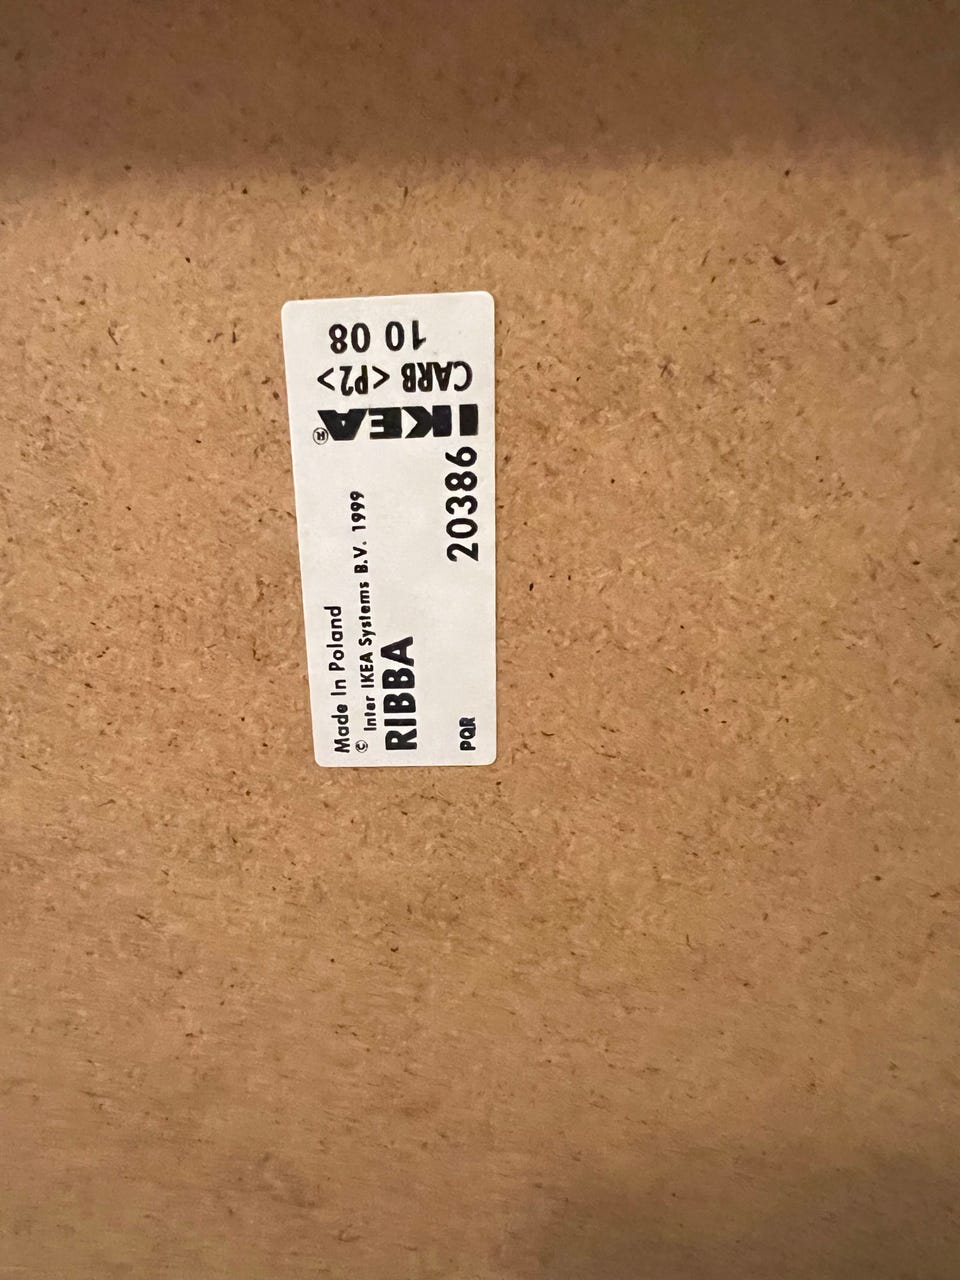 Made In Poland
© Inter IKEA Systems B.V. 1999
RIBBA
PQR
20386
IKEA®
CARB <P2>
10 08